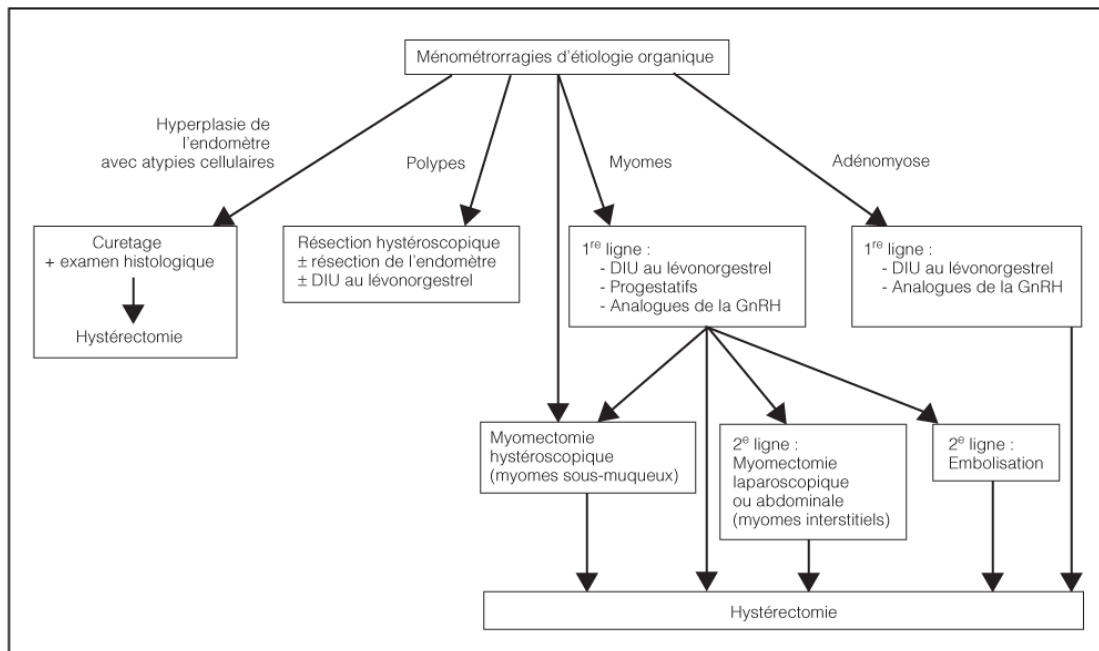 Ménométrorragies d'étiologie organique
Hyperplasie de
l'endomètre
avec atypies cellulaires
Polypes
Myomes
Adénomyose
Curetage
+ examen histologique
Hystérectomie
Résection hystéroscopique
± résection de l'endomètre
± DIU au lévonorgestrel
1re ligne :
- DIU au lévonorgestrel
- Progestatifs
- Analogues de la GnRH
1re ligne :
- DIU au lévonorgestrel
- Analogues de la GnRH
Myomectomie
hystéroscopique
(myomes sous-muqueux)
2e ligne :
Myomectomie
laparoscopique
ou abdominale
(myomes interstitiels)
2e ligne :
Embolisation
Hystérectomie